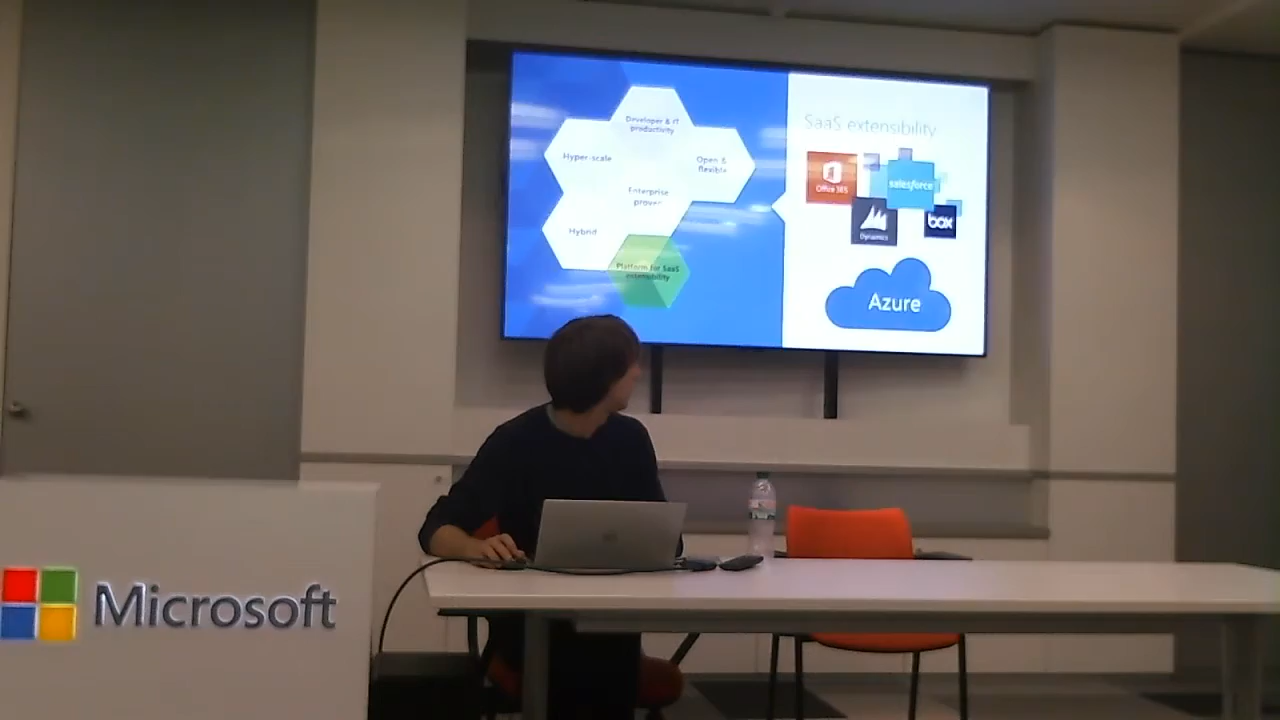 Developer & IT
productivity
Hyper-scale
Open &
flexible
Enterprise
proven
Hybrid
Platform for SaaS
extensibility
SaaS extensibility
Office 365
salesforce
Dynamics
box
Azure
Microsoft